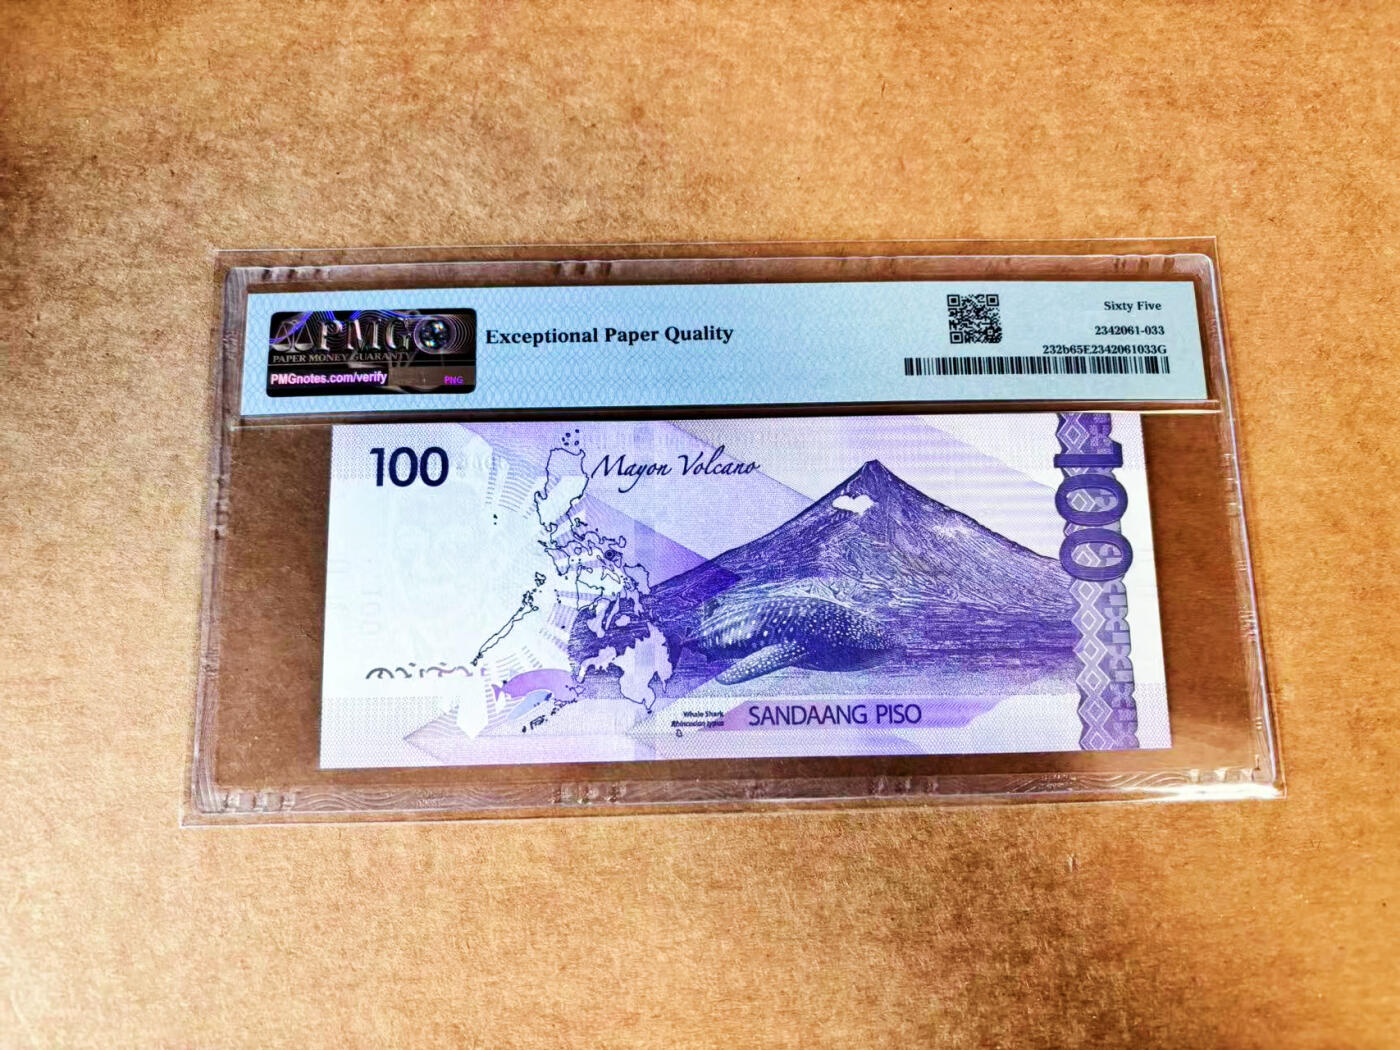 PMG
PAPER MONEY GUARANTY
PMGnotes.com/verify
PNG
Exceptional Paper Quality
Sixty Five
2342061-033
232b65E2342061033G
100
Mayon Volcano
100
Whale Shark
Rhincodon typus
SANDAANG PISO